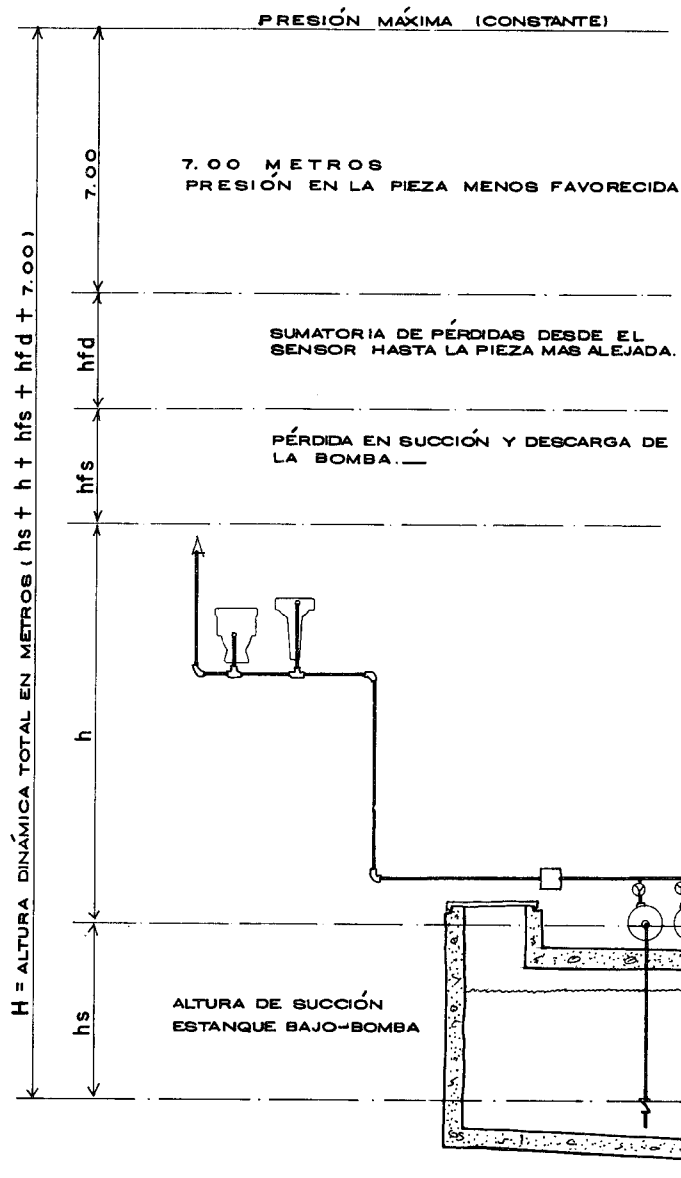 PRESIÓN MÁXIMA (CONSTANTE)
7.00
7.00 METROS
PRESIÓN EN LA PIEZA MENOS FAVORECIDA
hfd
SUMATORIA DE PÉRDIDAS DESDE EL
SENSOR HASTA LA PIEZA MAS ALEJADA.
hfs
PÉRDIDA EN SUCCIÓN Y DESCARGA DE
LA BOMBA.—
H = ALTURA DINÁMICA TOTAL EN METROS (hs + h + hfs + hfd + 7.00)
h
hs
ALTURA DE SUCCIÓN
ESTANQUE BAJO-BOMBA